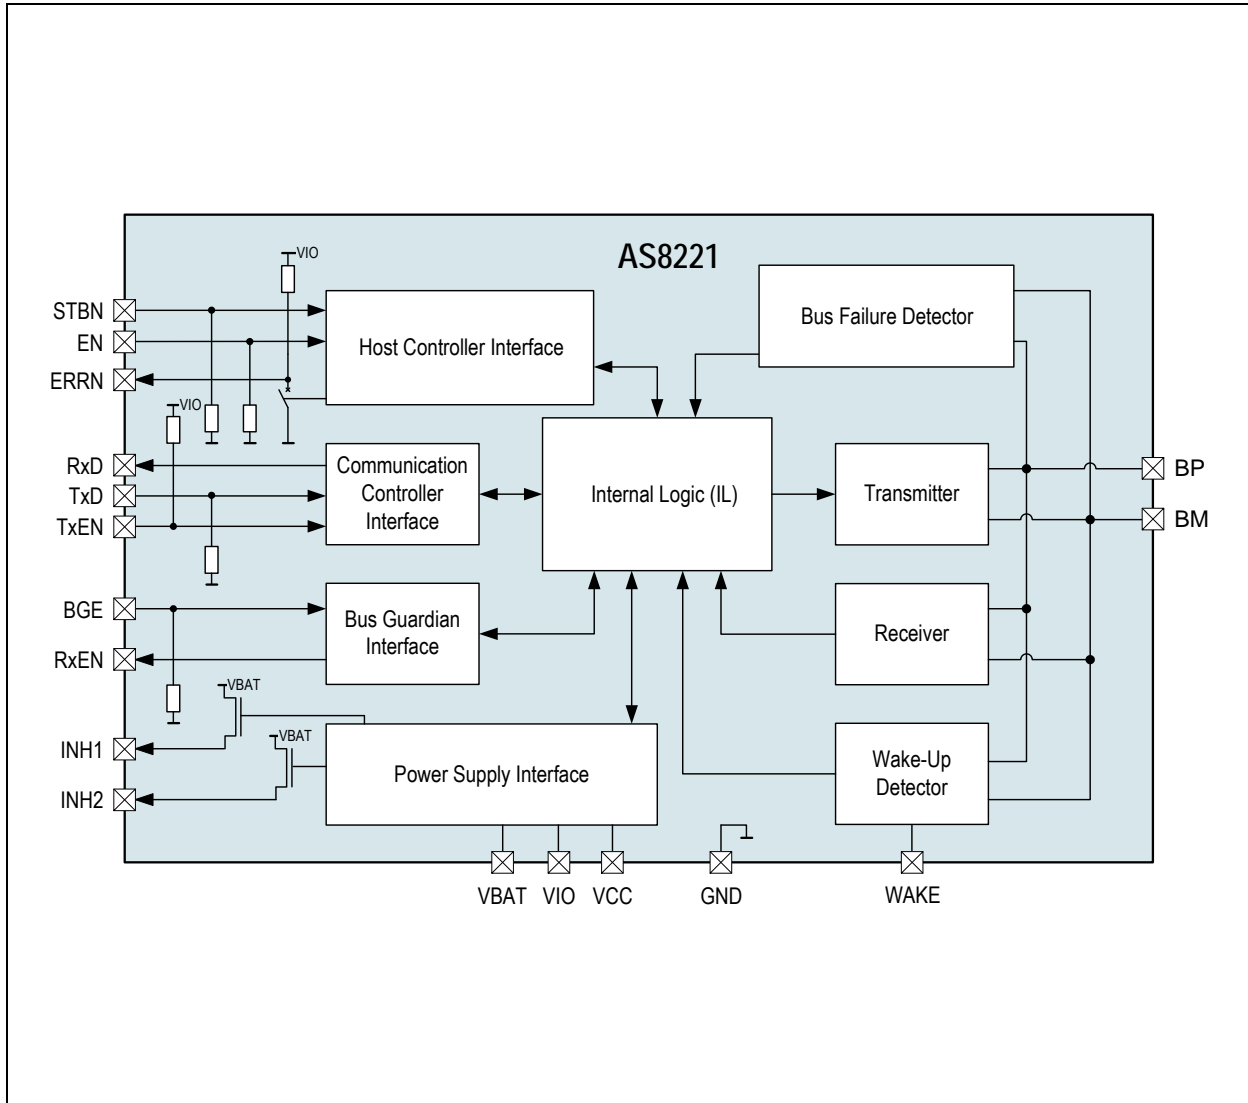 AS8221
VIO
STBN
EN
ERRN
VIO
Host Controller Interface
Bus Failure Detector
RxD
TxD
TxEN
Communication
Controller
Interface
Internal Logic (IL)
Transmitter
BP
BM
BGE
RxEN
Bus Guardian
Interface
Receiver
VBAT
VBAT
INH1
INH2
Power Supply Interface
Wake-Up
Detector
VBAT
VIO
VCC
GND
WAKE